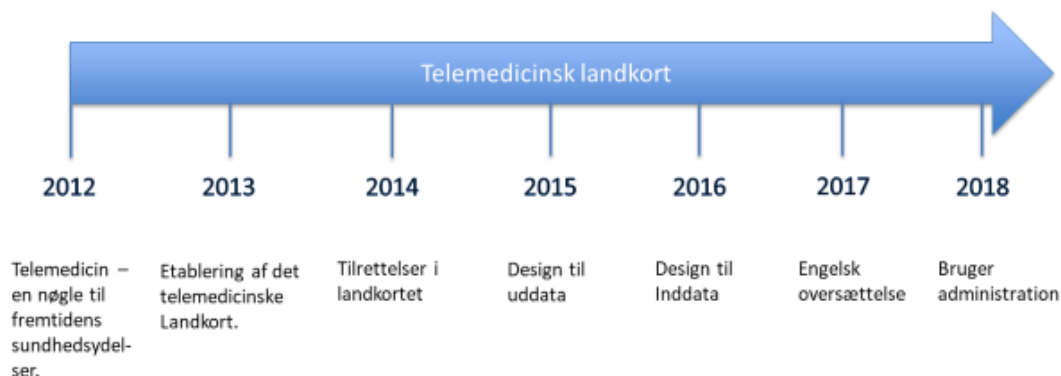 Telemedicinsk landkort
2012
2013
2014
2015
2016
2017
2018
Telemedicin –
en nøgle til
fremtidens
sundhedsydel-
ser.
Etablering af det
telemedicinske
Landkort.
Tilrettelser i
landkortet
Design til
uddata
Design til
Inddata
Engelsk
oversættelse
Bruger
administration